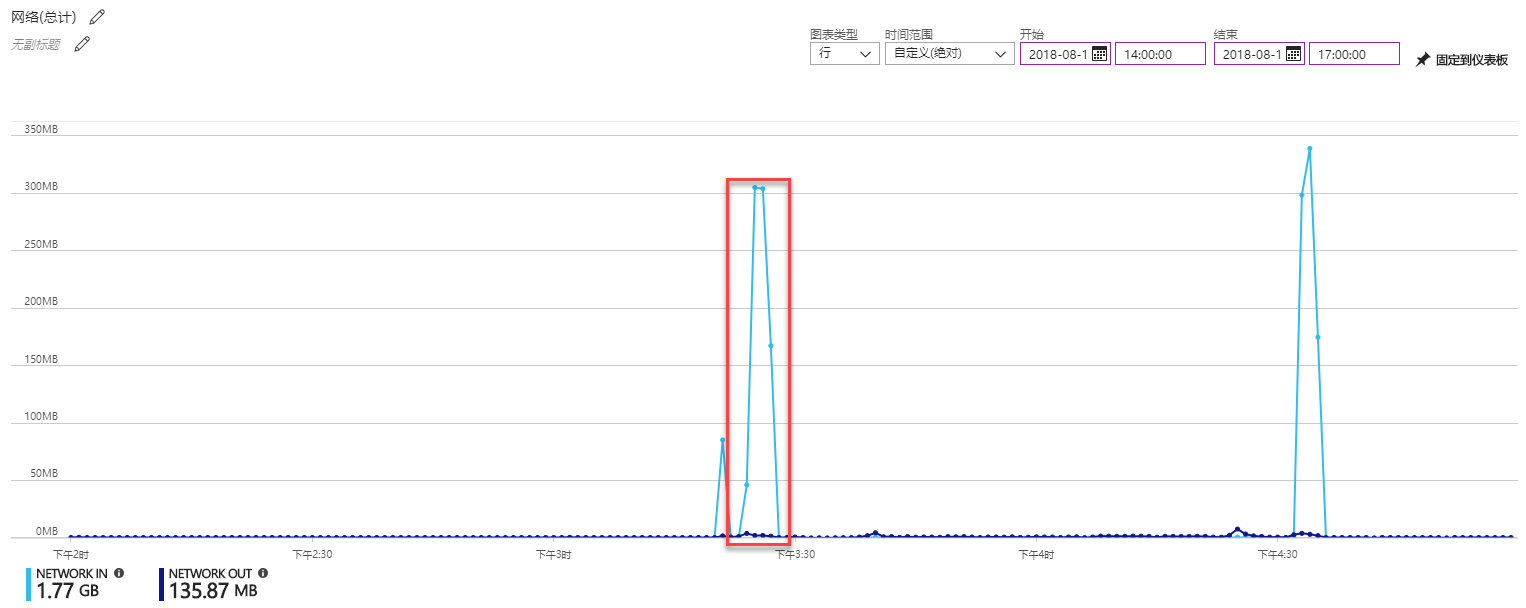 网络(总计)
无副标题
图表类型 时间范围 开始 结束
行 自定义(绝对) 2018-08-1 14:00:00 2018-08-1 17:00:00 固定到仪表板
350MB
300MB
250MB
200MB
150MB
100MB
50MB
0MB
下午2时 下午2:30 下午3时 下午3:30 下午4时 下午4:30
NETWORK IN NETWORK OUT
1.77 GB 135.87 MB